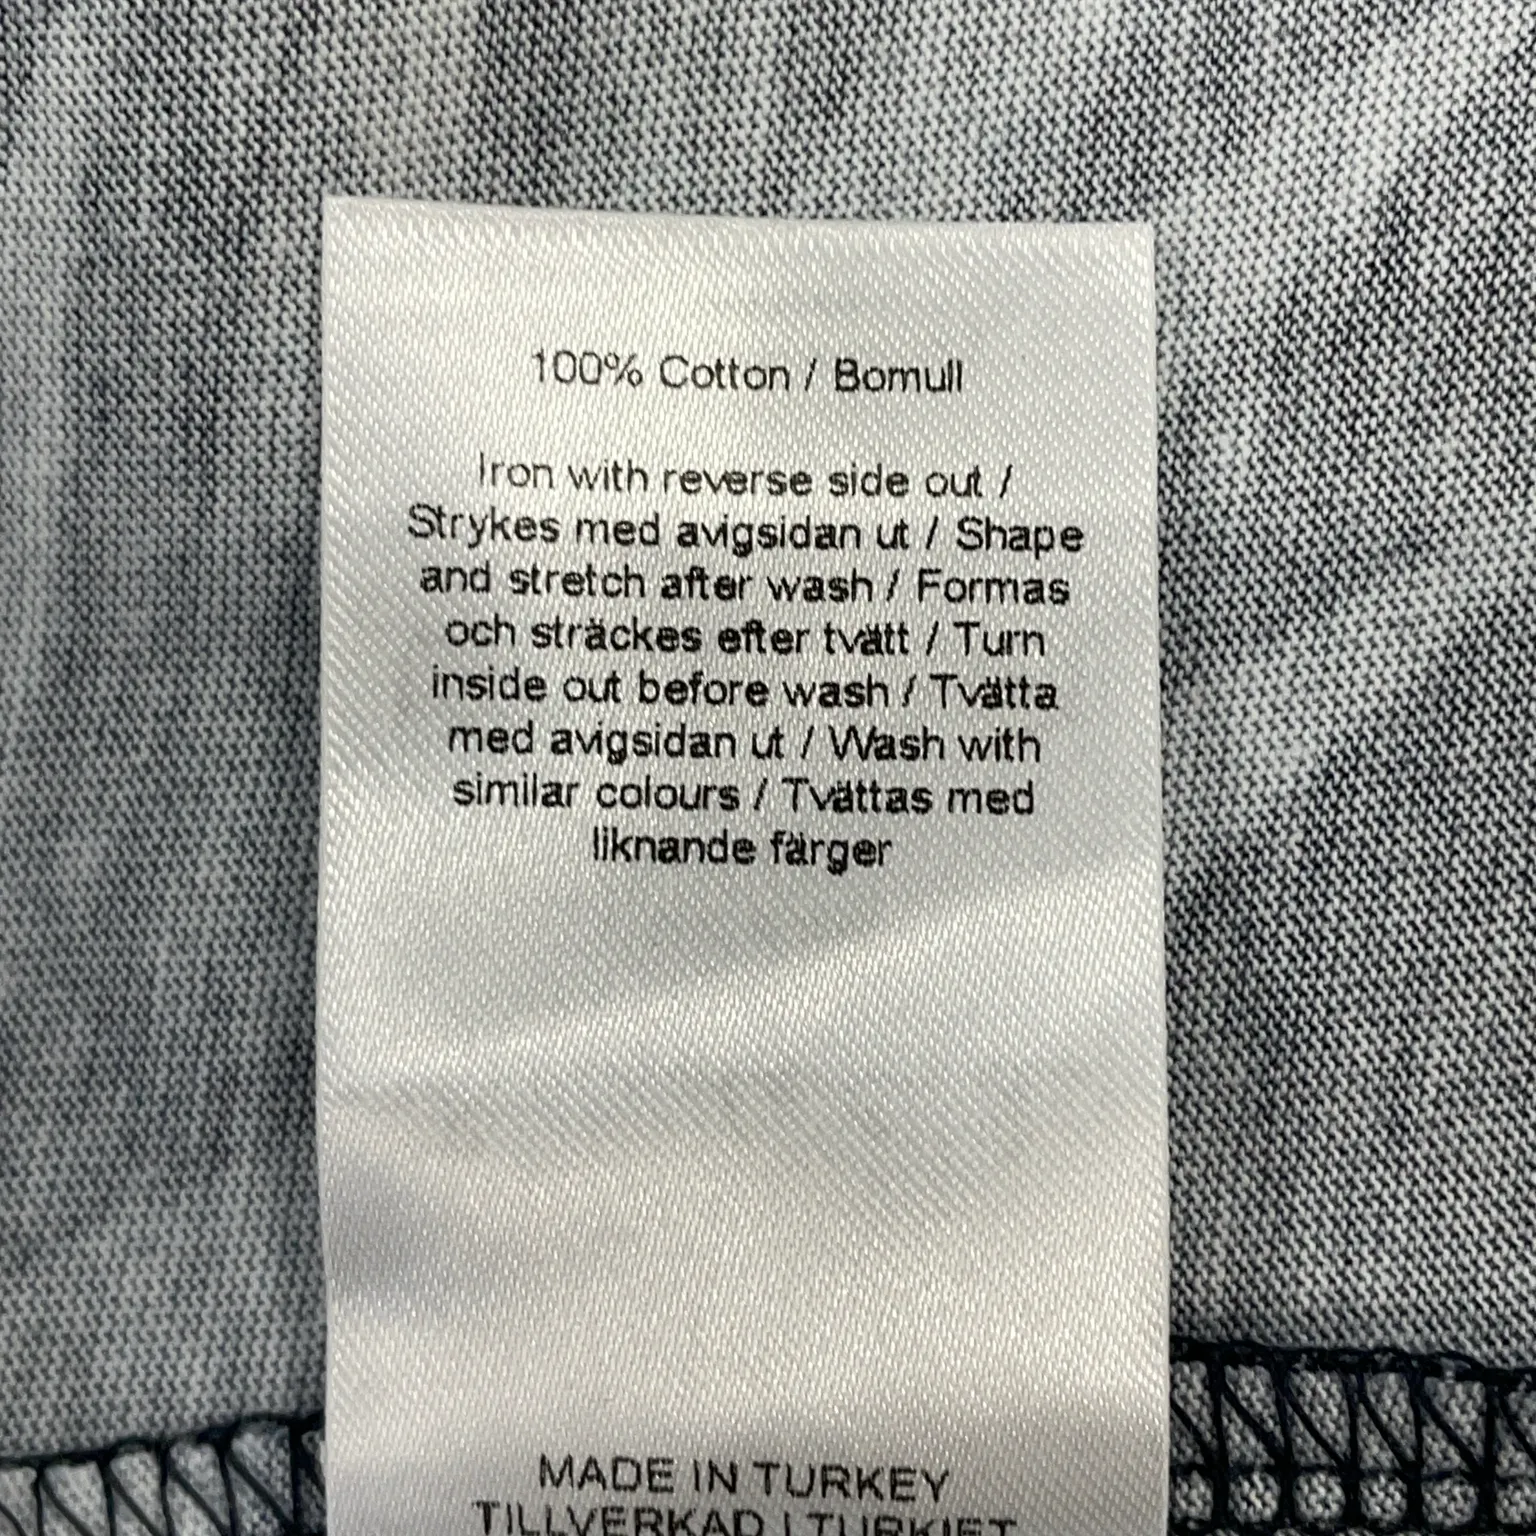 100% Cotton / Bomull
Iron with reverse side out /
Strykes med avigsidan ut / Shape
and stretch after wash / Formas
och sträckes efter tvätt / Turn
inside out before wash / Tvätta
med avigsidan ut / Wash with
similar colours / Tvättas med
liknande färger
MADE IN TURKEY
TILLVERKAD I TURKIET